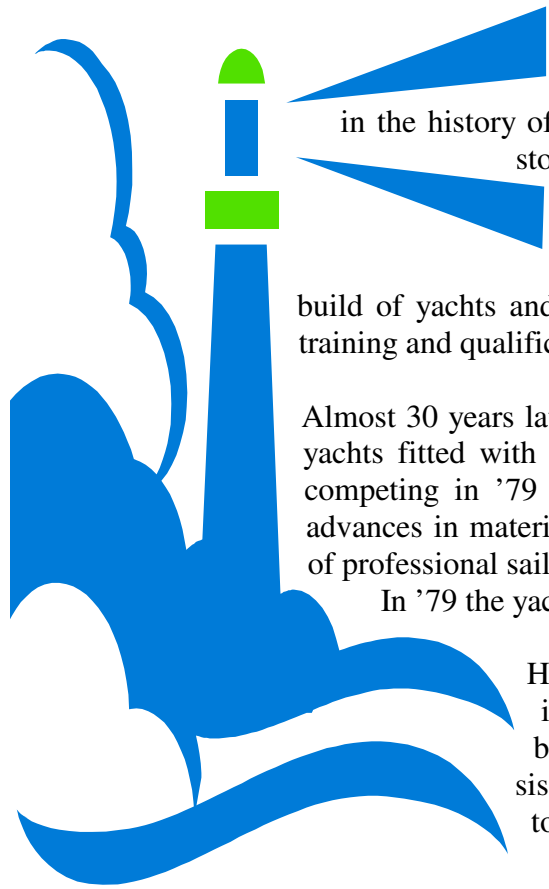 in the history of
sto
build of yachts and
training and qualific
Almost 30 years lat
yachts fitted with
competing in ’79
advances in materi
of professional sail
In ’79 the yac
H
i
b
sis
to